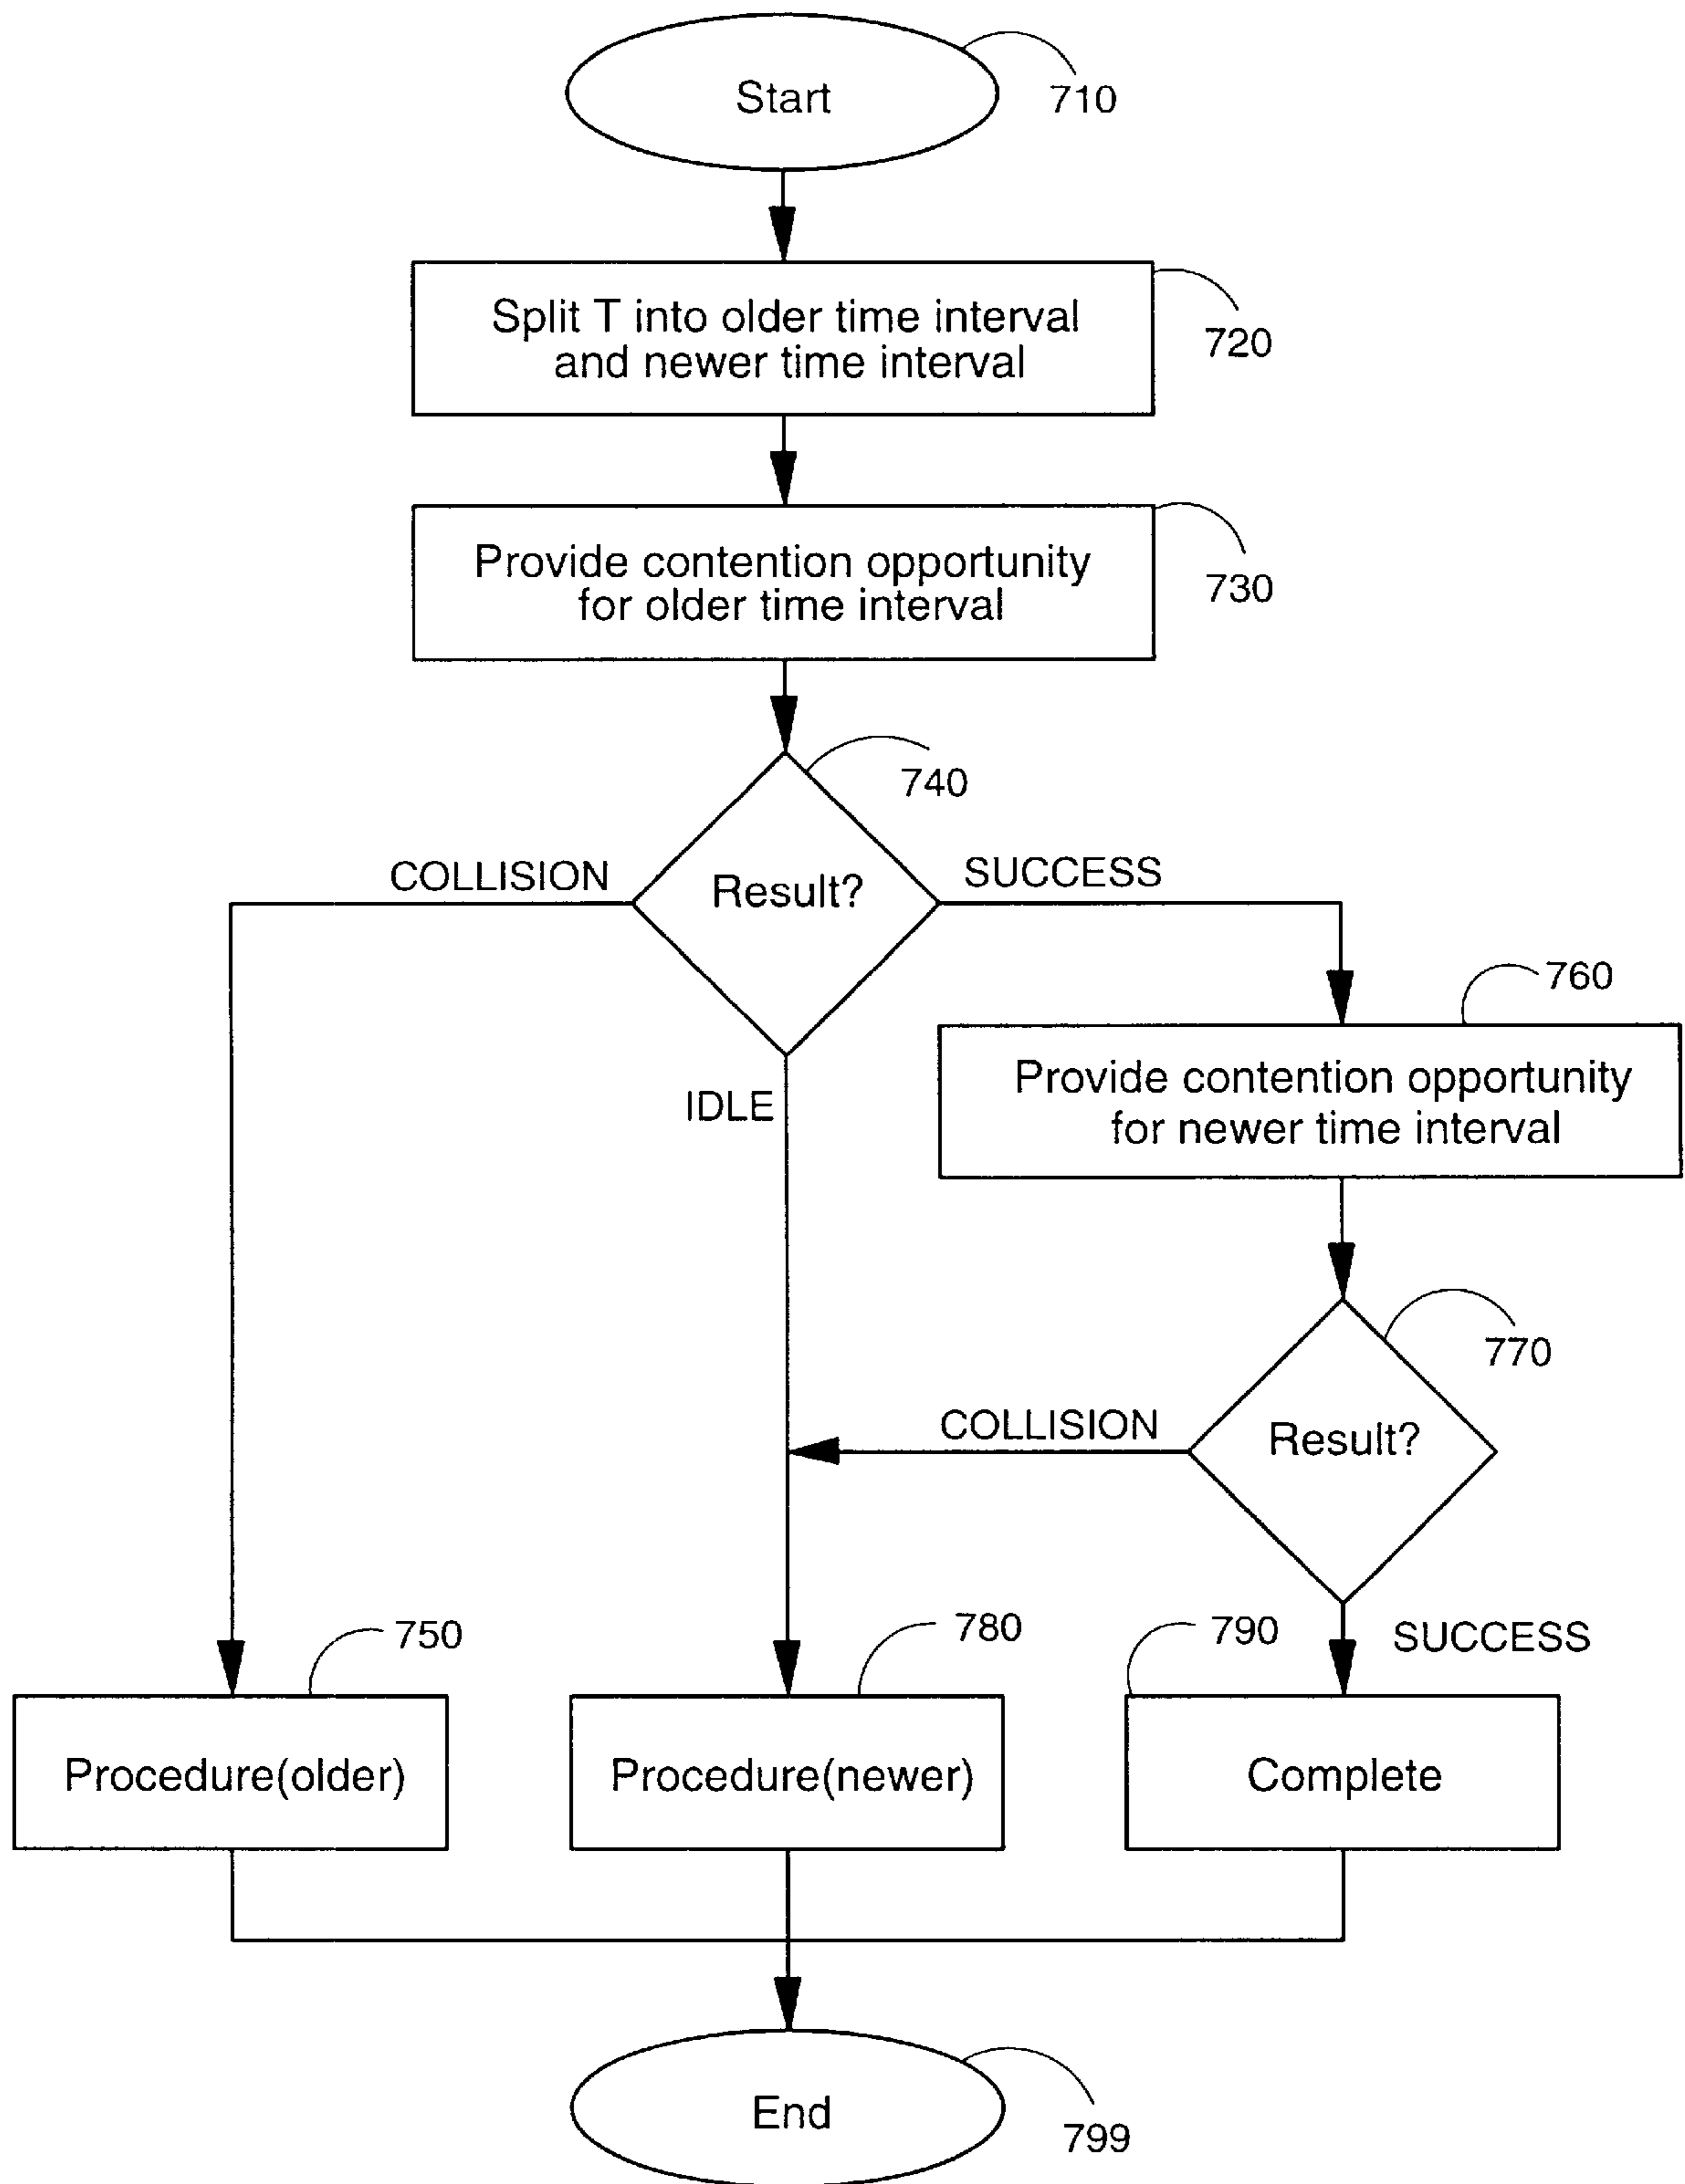 Start
710
Split T into older time interval
and newer time interval
720
Provide contention opportunity
for older time interval
730
740
COLLISION
Result?
SUCCESS
760
IDLE
Provide contention opportunity
for newer time interval
770
COLLISION
Result?
750
780
790
SUCCESS
Procedure(older)
Procedure(newer)
Complete
End
799